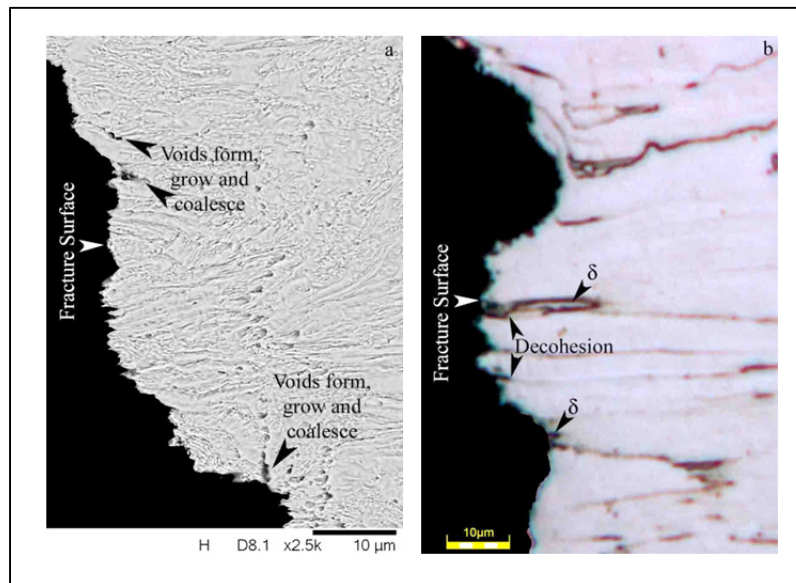 a
Voids form,
grow and
coalesce
Fracture Surface
Voids form,
grow and
coalesce
H D8.1 x2.5k 10 μm
b
δ
Fracture Surface
Decohesion
δ
10μm